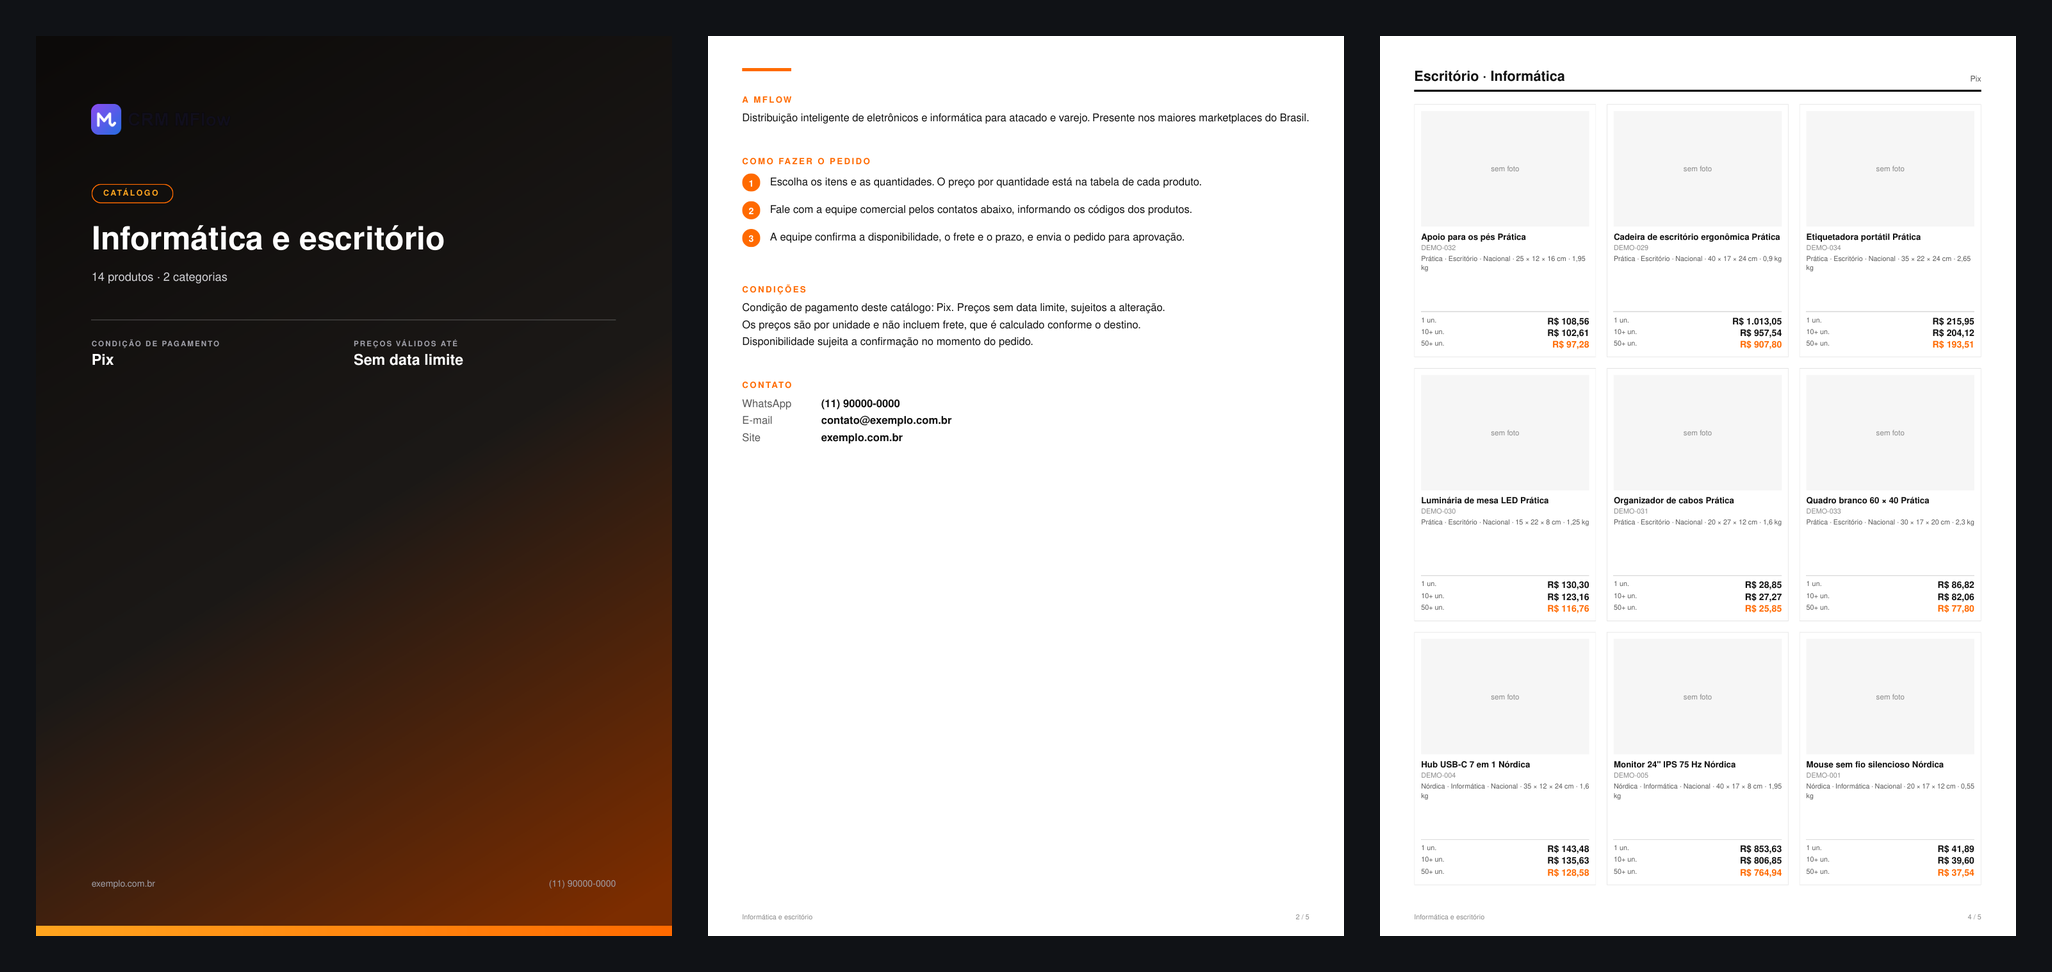 CRM MFlow
CATÁLOGO
Informática e escritório
14 produtos · 2 categorias
CONDIÇÃO DE PAGAMENTO
Pix
PREÇOS VÁLIDOS ATÉ
Sem data limite
exemplo.com.br
(11) 90000-0000
A MFLOW
Distribuição inteligente de eletrônicos e informática para atacado e varejo. Presente nos maiores marketplaces do Brasil.
COMO FAZER O PEDIDO
1 Escolha os itens e as quantidades. O preço por quantidade está na tabela de cada produto.
2 Fale com a equipe comercial pelos contatos abaixo, informando os códigos dos produtos.
3 A equipe confirma a disponibilidade, o frete e o prazo, e envia o pedido para aprovação.
CONDIÇÕES
Condição de pagamento deste catálogo: Pix. Preços sem data limite, sujeitos a alteração.
Os preços são por unidade e não incluem frete, que é calculado conforme o destino.
Disponibilidade sujeita a confirmação no momento do pedido.
CONTATO
WhatsApp (11) 90000-0000
E-mail contato@exemplo.com.br
Site exemplo.com.br
Informática e escritório 2 / 5
Escritório · Informática Pix
sem foto
Apoio para os pés Prática
DEMO-032
Prática · Escritório · Nacional · 25 × 12 × 16 cm · 1,95
kg
1 un. R$ 108,56
10+ un. R$ 102,61
50+ un. R$ 97,28
sem foto
Cadeira de escritório ergonômica Prática
DEMO-029
Prática · Escritório · Nacional · 40 × 17 × 24 cm · 0,9 kg
1 un. R$ 1.013,05
10+ un. R$ 957,54
50+ un. R$ 907,80
sem foto
Etiquetadora portátil Prática
DEMO-034
Prática · Escritório · Nacional · 35 × 22 × 24 cm · 2,65
kg
1 un. R$ 215,95
10+ un. R$ 204,12
50+ un. R$ 193,51
sem foto
Luminária de mesa LED Prática
DEMO-030
Prática · Escritório · Nacional · 15 × 22 × 8 cm · 1,25 kg
1 un. R$ 130,30
10+ un. R$ 123,16
50+ un. R$ 116,76
sem foto
Organizador de cabos Prática
DEMO-031
Prática · Escritório · Nacional · 20 × 27 × 12 cm · 1,6 kg
1 un. R$ 28,85
10+ un. R$ 27,27
50+ un. R$ 25,85
sem foto
Quadro branco 60 × 40 Prática
DEMO-033
Prática · Escritório · Nacional · 30 × 17 × 20 cm · 2,3 kg
1 un. R$ 86,82
10+ un. R$ 82,06
50+ un. R$ 77,80
sem foto
Hub USB-C 7 em 1 Nórdica
DEMO-004
Nórdica · Informática · Nacional · 35 × 12 × 24 cm · 1,6
kg
1 un. R$ 143,48
10+ un. R$ 135,63
50+ un. R$ 128,58
sem foto
Monitor 24" IPS 75 Hz Nórdica
DEMO-005
Nórdica · Informática · Nacional · 40 × 17 × 8 cm · 1,95
kg
1 un. R$ 853,63
10+ un. R$ 806,85
50+ un. R$ 764,94
sem foto
Mouse sem fio silencioso Nórdica
DEMO-001
Nórdica · Informática · Nacional · 20 × 17 × 12 cm · 0,55
kg
1 un. R$ 41,89
10+ un. R$ 39,60
50+ un. R$ 37,54
Informática e escritório 4 / 5